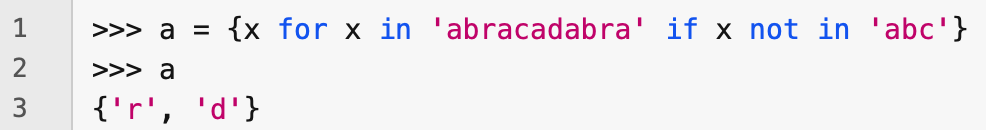 1 >>> a = {x for x in 'abracadabra' if x not in 'abc'}
2 >>> a
3 {'r', 'd'}